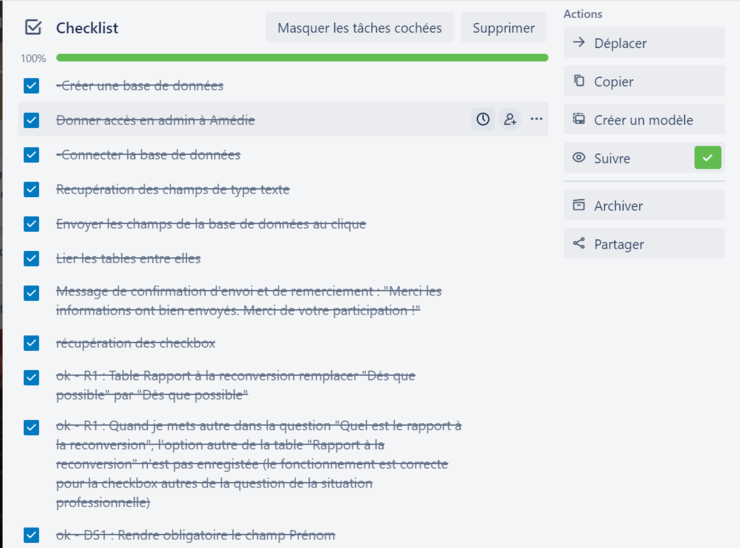 Checklist
Masquer les tâches cochées
Supprimer
100%
-Créer une base de données
Donner accès en admin à Amédie
-Connecter la base de données
Recupération des champs de type texte
Envoyer les champs de la base de données au clique
Lier les tables entre elles
Message de confirmation d'envoi et de remerciement : "Merci les
informations ont bien envoyés. Merci de votre participation !"
récupération des checkbox
ok - R1 : Table Rapport à la reconversion remplacer "Dés que
possible" par "Dès que possible"
ok - R1 : Quand je mets autre dans la question "Quel est le rapport à
la reconversion", l'option autre de la table "Rapport à la
reconversion" n'est pas enregistée (le fonctionnement est correcte
pour la checkbox autres de la question de la situation
professionnelle)
ok - DS1 : Rendre obligatoire le champ Prénom
Actions
Déplacer
Copier
Créer un modèle
Suivre
Archiver
Partager